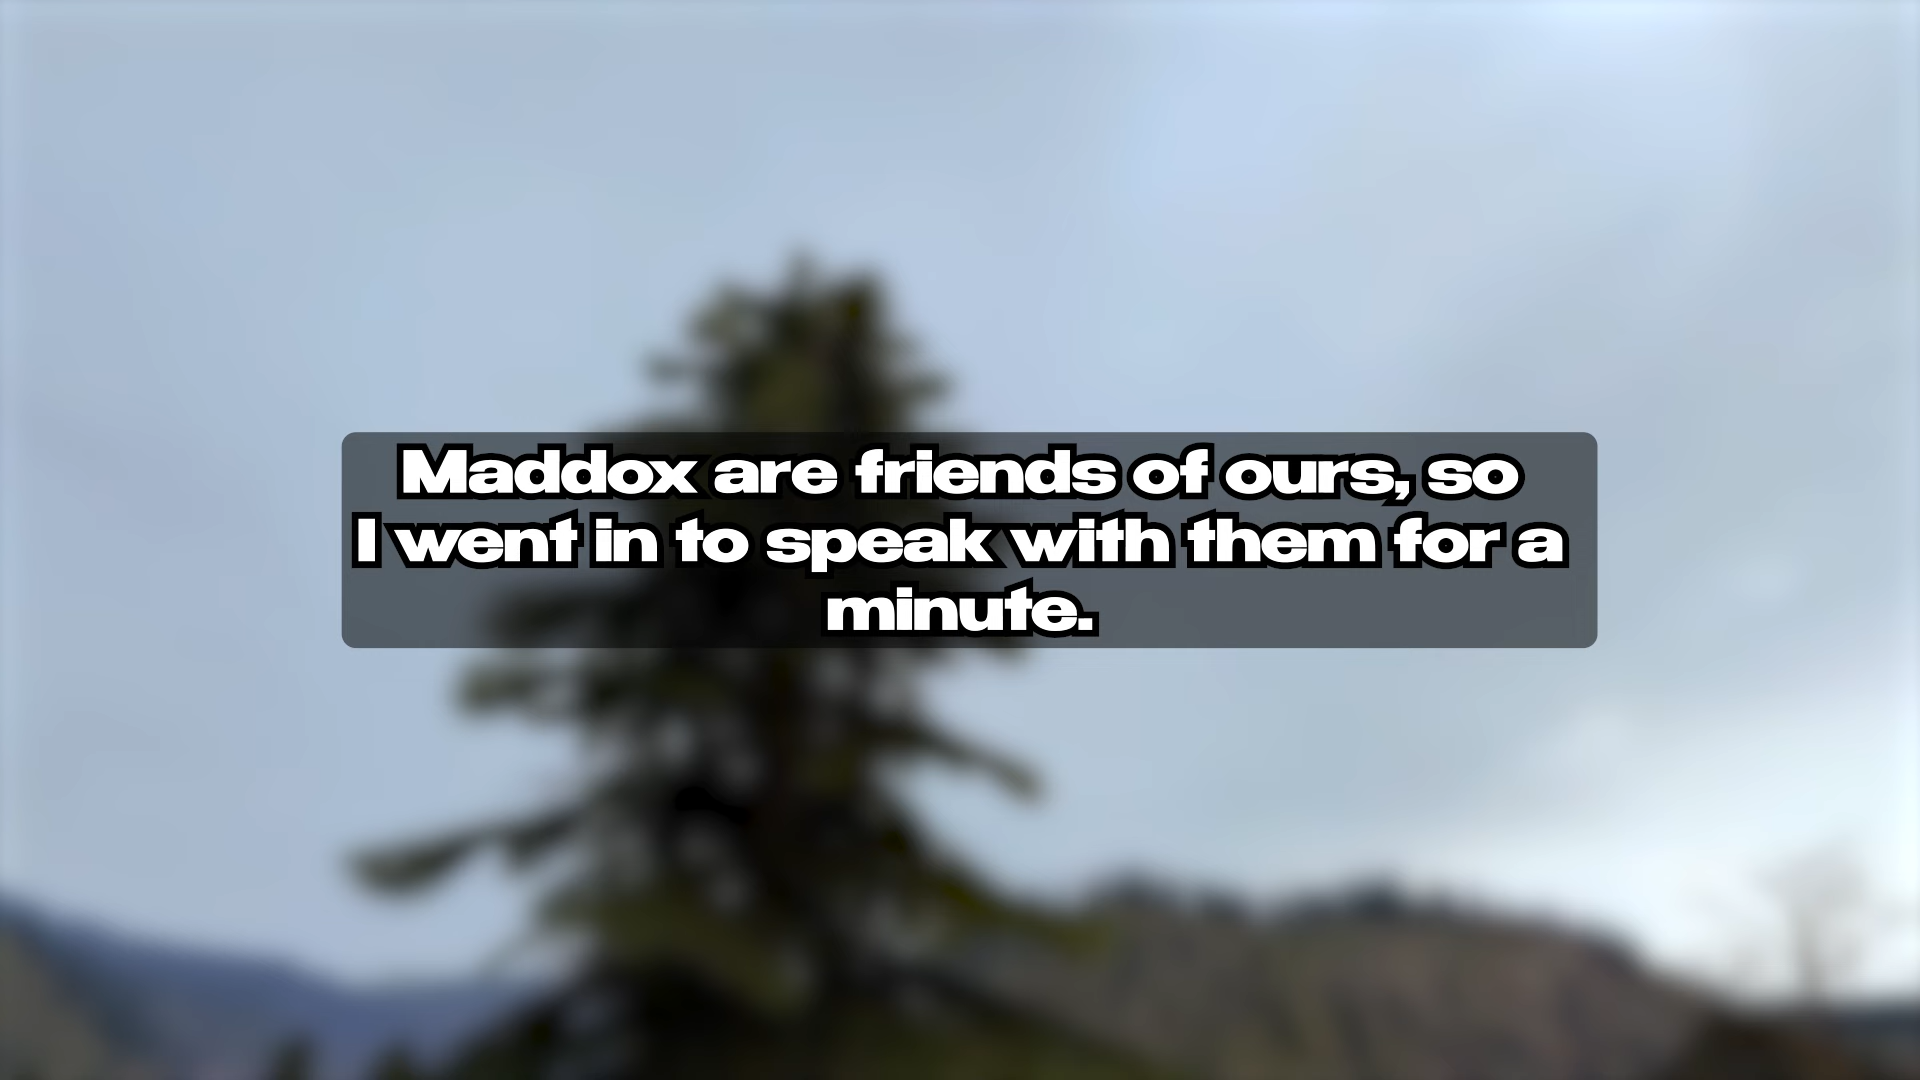 Maddox are friends of ours, so
I went in to speak with them for a
minute.